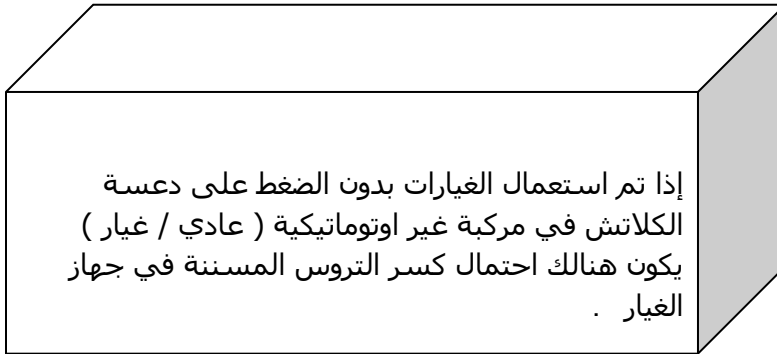 إذا تم استعمال الغيارات بدون الضغط على دعسة
الكلاتش في مركبة غير اوتوماتيكية ( عادي / غيار )
يكون هنالك احتمال كسر التروس المسننة في جهاز
الغيار .